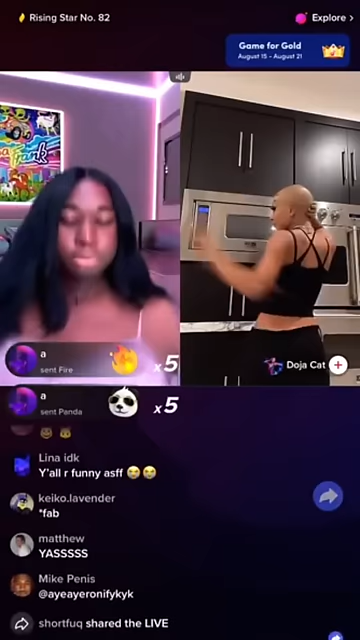 Rising Star No. 82
Explore >
Game for Gold
August 15 - August 21
Frank
a
sent Fire
x5
Doja Cat
a
sent Panda
x5
Lina idk
Y'all r funny asff 😂😂
keiko.lavender
*fab
matthew
YASSSSS
Mike Penis
@ayeayeronifykyk
shortfuq shared the LIVE